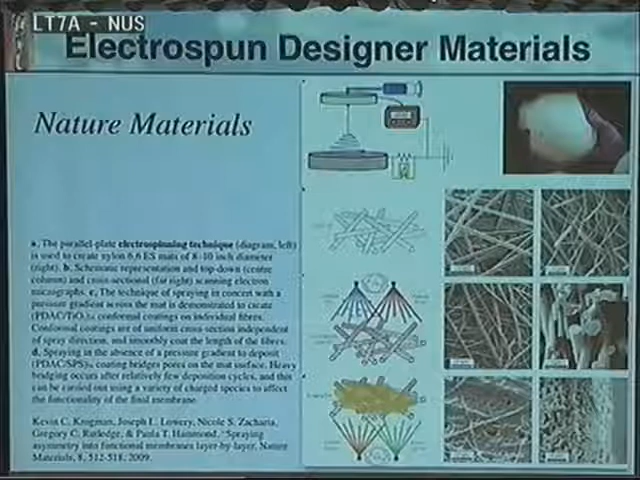 LT7A - NUS
Electrospun Designer Materials
Nature Materials
a. The parallel-plate electrospinning technique (diagram, left)
is used to create nylon 6,6 ES mats of 8-10 inch diameter
(right). b. Schematic representation and top-down (centre
column) and cross-sectional (far right) scanning electron
micrographs. c. The technique of spraying in concert with a
pressure gradient across the mat is demonstrated to create
conformal coatings on individual fibres.
Conformal coatings are of uniform cross-section independent
of spray direction, and smoothly coat the length of the fibres.
d. Spraying in the absence of a pressure gradient to deposit
coating bridges pores on the mat surface. Heavy
bridging occurs after relatively few deposition cycles, and this
can be carried out using a variety of charged species to affect
the functionality of the final membrane.
Kevin C. Krogman, Joseph L. Lowery, Nicole S. Zacharia,
Gregory C. Rutledge, & Paula T. Hammond, "Spraying
asymmetry into functional membranes layer-by-layer, Nature
Materials, 8, 512-518, 2009.